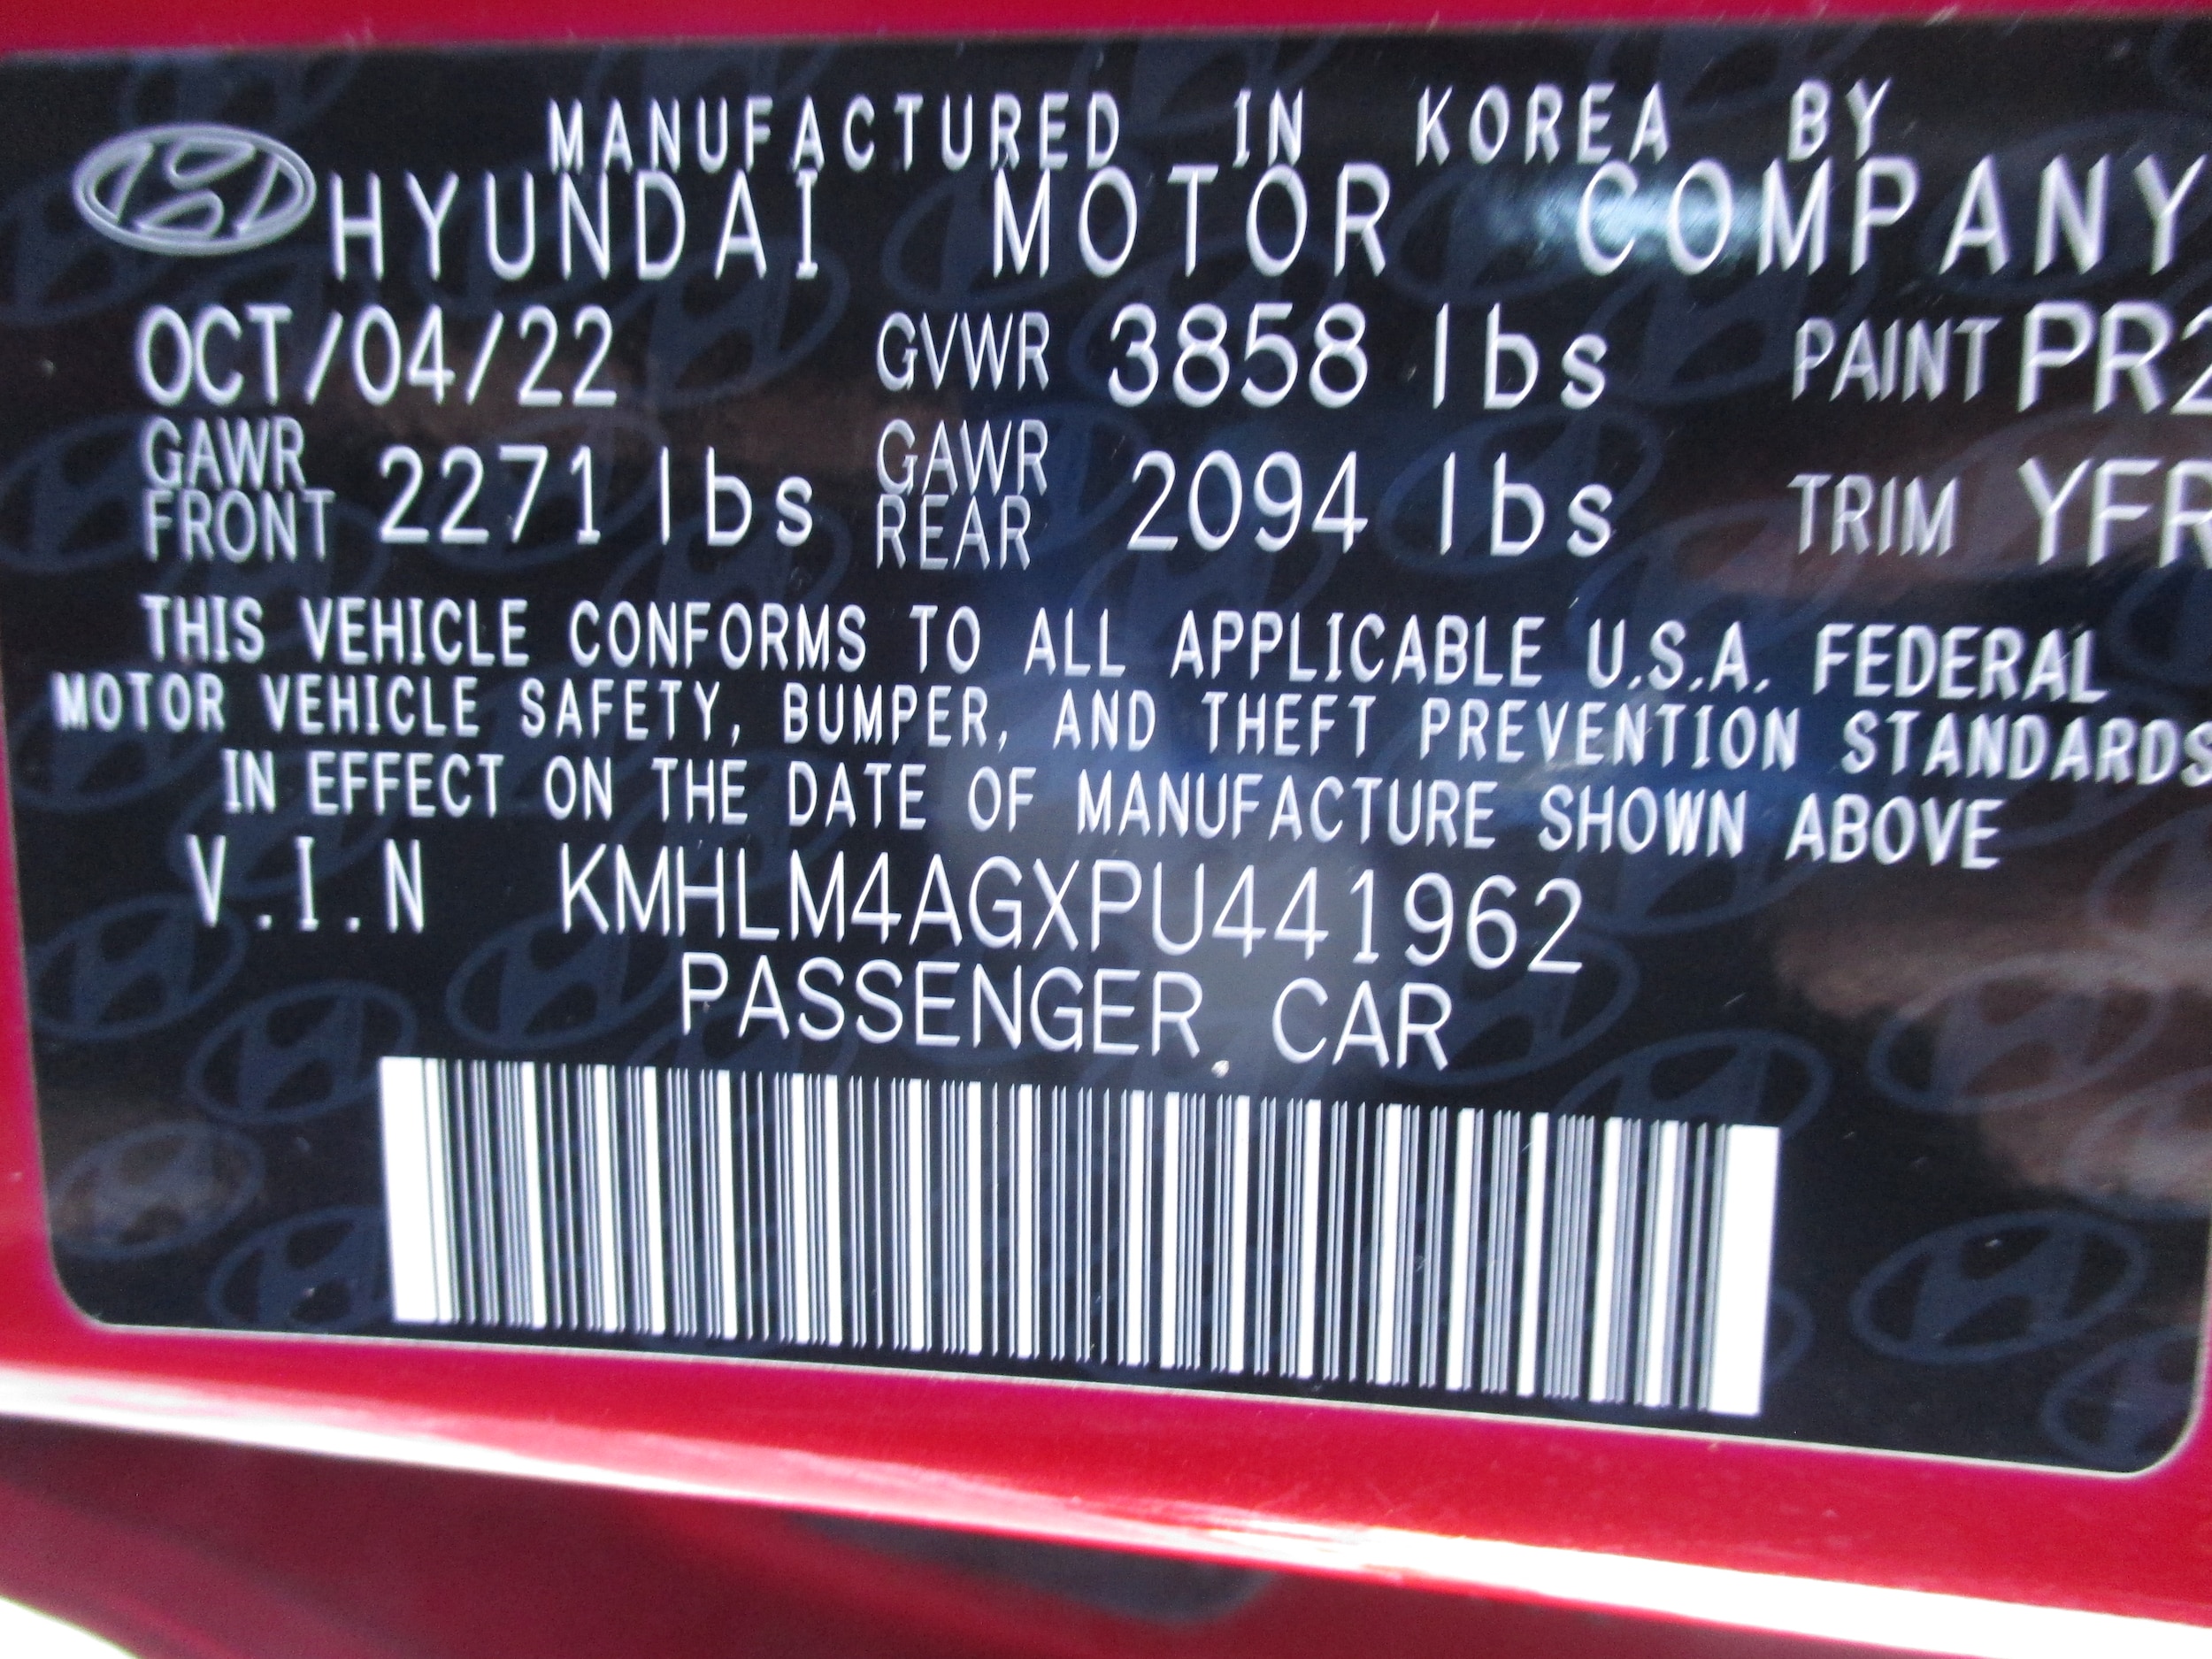 MANUFACTURED IN KOREA BY
HYUNDAI MOTOR COMPANY
OCT/04/22 GVWR 3858 lbs PAINT PR2
GAWR FRONT 2271 lbs GAWR REAR 2094 lbs TRIM YFR
THIS VEHICLE CONFORMS TO ALL APPLICABLE U.S.A. FEDERAL
MOTOR VEHICLE SAFETY, BUMPER, AND THEFT PREVENTION STANDARDS
IN EFFECT ON THE DATE OF MANUFACTURE SHOWN ABOVE
V.I.N KMHLM4AGXPU441962
PASSENGER CAR